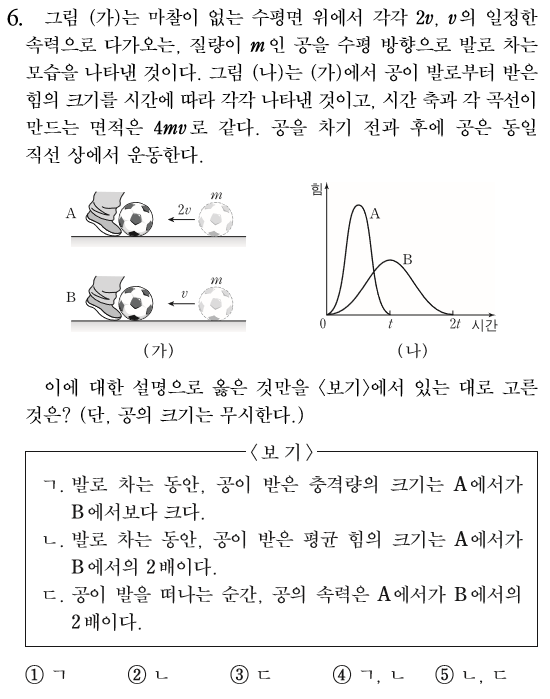 6. 그림 (가)는 마찰이 없는 수평면 위에서 각각 2v, v의 일정한
속력으로 다가오는, 질량이 m인 공을 수평 방향으로 발로 차는
모습을 나타낸 것이다. 그림 (나)는 (가)에서 공이 발로부터 받은
힘의 크기를 시간에 따라 각각 나타낸 것이고, 시간 축과 각 곡선이
만드는 면적은 4mv로 같다. 공을 차기 전과 후에 공은 동일
직선 상에서 운동한다.
A 2v m
B v m
(가)
힘
A
B
0 t 2t 시간
(나)
이에 대한 설명으로 옳은 것만을 〈보기〉에서 있는 대로 고른
것은? (단, 공의 크기는 무시한다.)
〈보 기〉
ㄱ. 발로 차는 동안, 공이 받은 충격량의 크기는 A에서가
B에서보다 크다.
ㄴ. 발로 차는 동안, 공이 받은 평균 힘의 크기는 A에서가
B에서의 2배이다.
ㄷ. 공이 발을 떠나는 순간, 공의 속력은 A에서가 B에서의
2배이다.
① ㄱ ② ㄴ ③ ㄷ ④ ㄱ, ㄴ ⑤ ㄴ, ㄷ